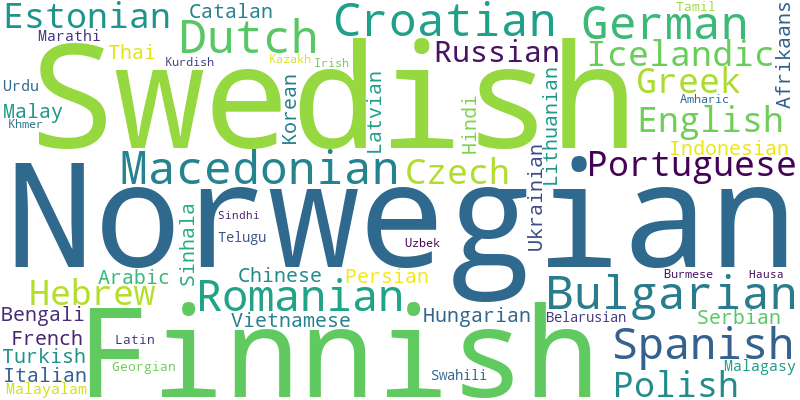 Estonian
Catalan
Croatian
German
Tamil
Afrikaans
Marathi
Thai
Dutch
Russian
Icelandic
Kurdish
Kazakh
Irish
Swedish
Urdu
Korean
Latvian
Hindi
Lithuanian
Greek
Amharic
Malay
Khmer
English
Indonesian
Macedonian
Czech
Ukrainian
Portuguese
Norwegian
Sinhala
Sindhi
Telugu
Uzbek
Arabic
Chinese
Persian
Burmese
Hausa
Hebrew
Romanian
Bulgarian
Bengali
Vietnamese
Hungarian
Belarusian
Serbian
French
Latin
Finnish
Spanish
Turkish
Georgian
Malagasy
Italian
Swahili
Polish
Malayalam